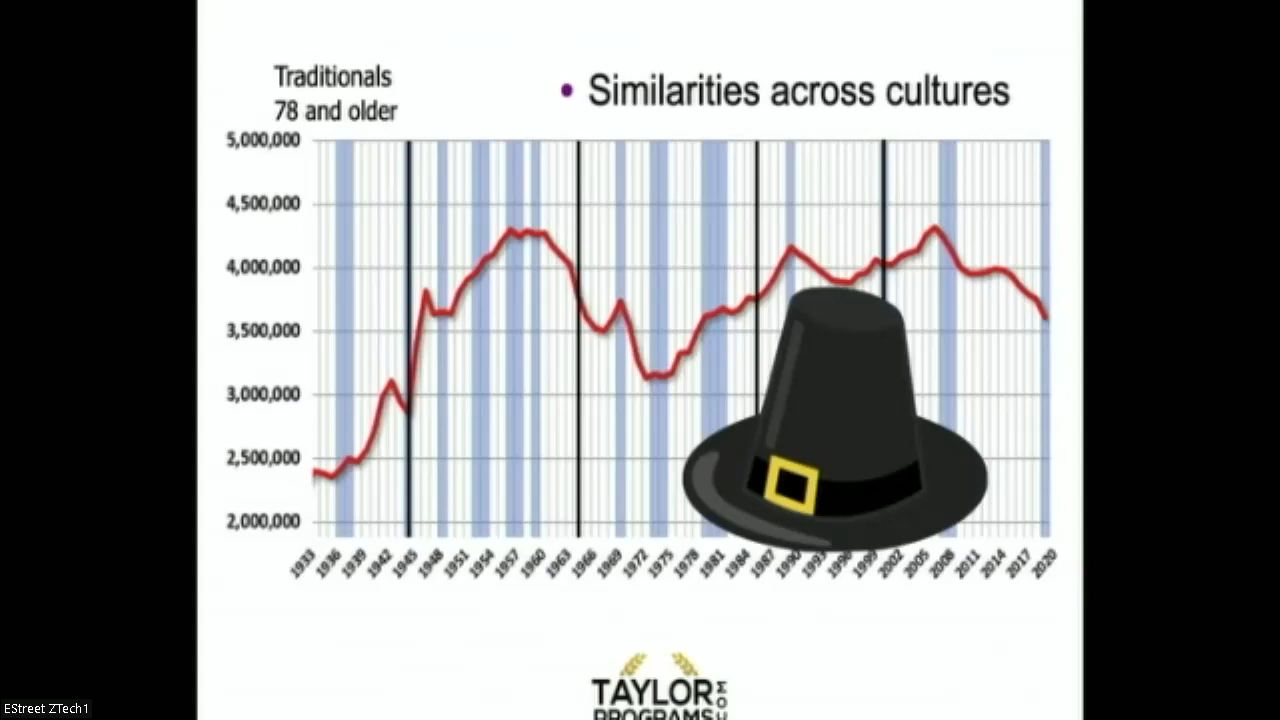 Traditionals
78 and older
• Similarities across cultures
5,000,000
4,500,000
4,000,000
3,500,000
3,000,000
2,500,000
2,000,000
1933 1936 1939 1942 1945 1948 1951 1954 1957 1960 1963 1966 1969 1972 1975 1978 1981 1984 1987 1990 1993 1996 1999 2002 2005 2008 2011 2014 2017 2020
TAYLOR
PROGRAMS
EStreet ZTech1